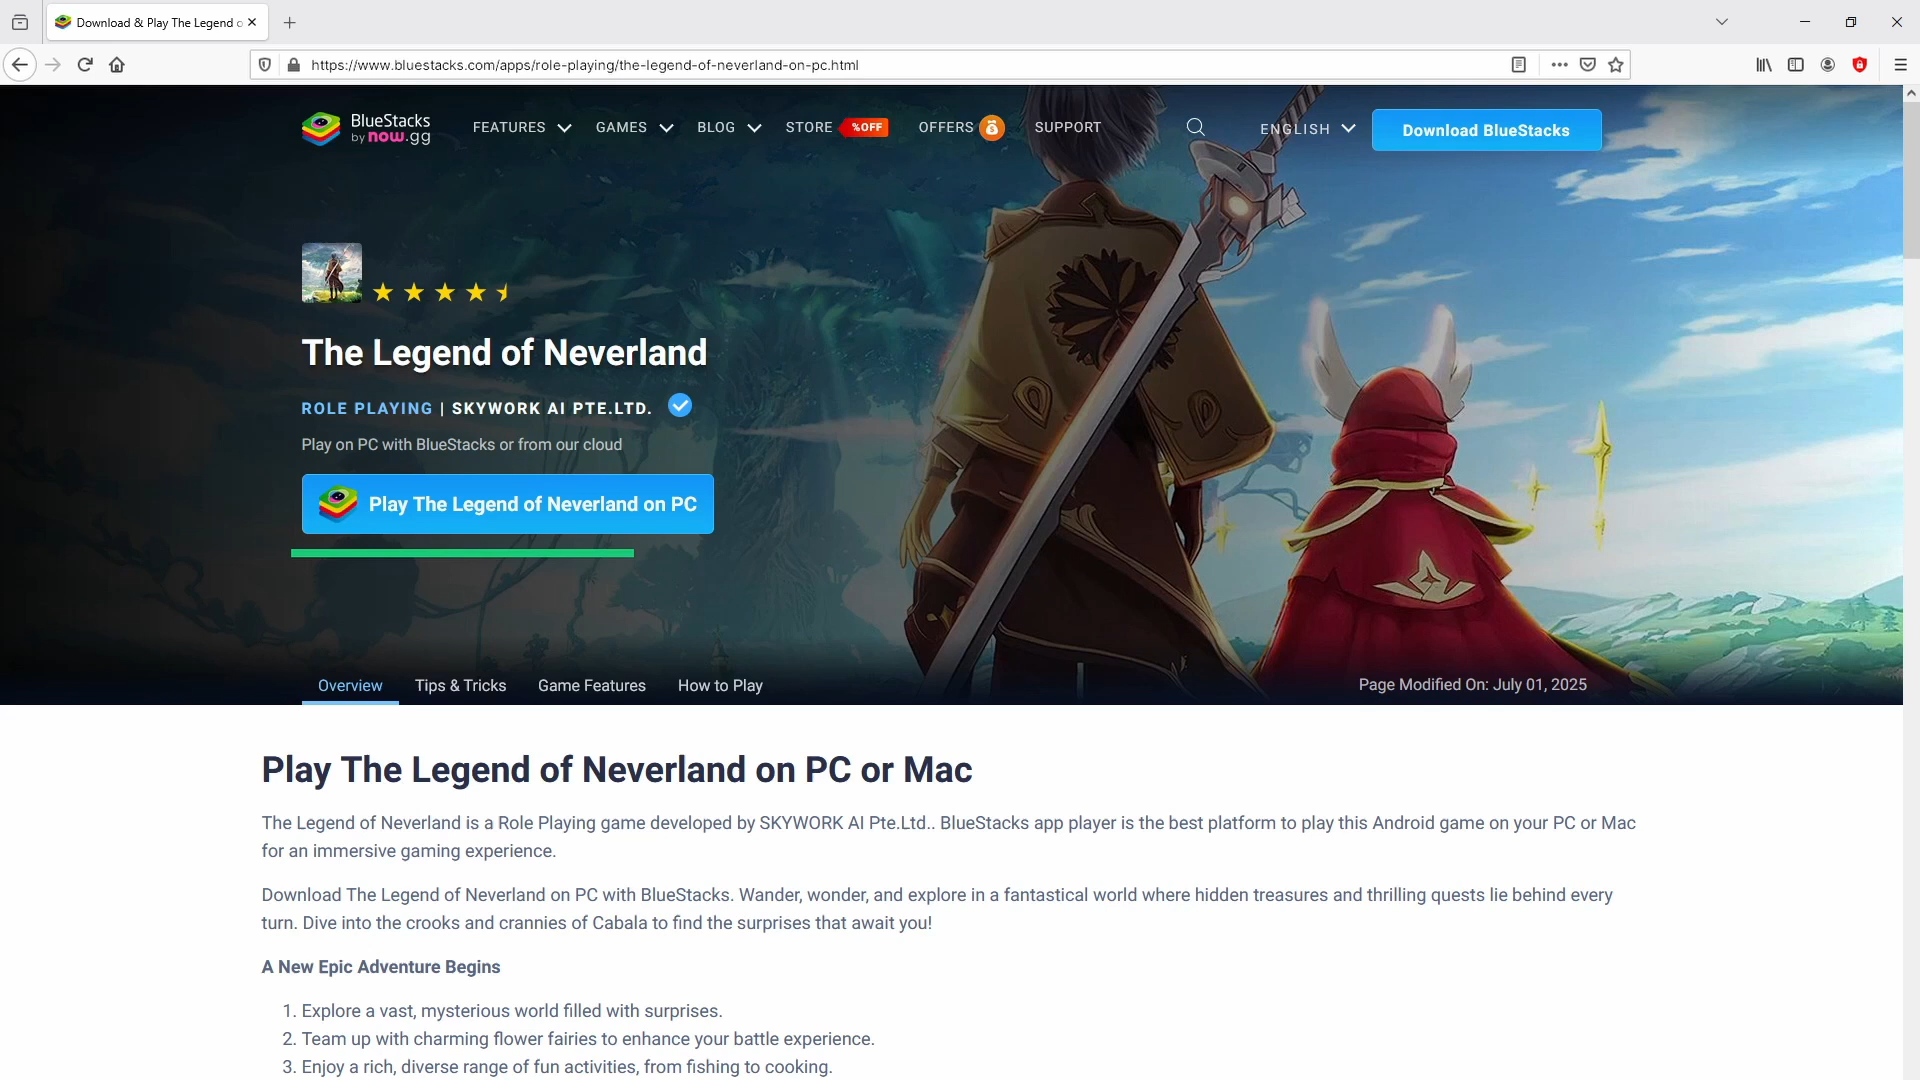 Download & Play The Legend o
https://www.bluestacks.com/apps/role-playing/the-legend-of-neverland-on-pc.html
BlueStacks
by now.gg
FEATURES
GAMES
BLOG
STORE
%OFF
OFFERS
SUPPORT
ENGLISH
Download BlueStacks
The Legend of Neverland
ROLE PLAYING | SKYWORK AI PTE.LTD.
Play on PC with BlueStacks or from our cloud
Play The Legend of Neverland on PC
Overview
Tips & Tricks
Game Features
How to Play
Page Modified On: July 01, 2025
Play The Legend of Neverland on PC or Mac
The Legend of Neverland is a Role Playing game developed by SKYWORK AI Pte.Ltd.. BlueStacks app player is the best platform to play this Android game on your PC or Mac
for an immersive gaming experience.
Download The Legend of Neverland on PC with BlueStacks. Wander, wonder, and explore in a fantastical world where hidden treasures and thrilling quests lie behind every
turn. Dive into the crooks and crannies of Cabala to find the surprises that await you!
A New Epic Adventure Begins
1. Explore a vast, mysterious world filled with surprises.
2. Team up with charming flower fairies to enhance your battle experience.
3. Enjoy a rich, diverse range of fun activities, from fishing to cooking.